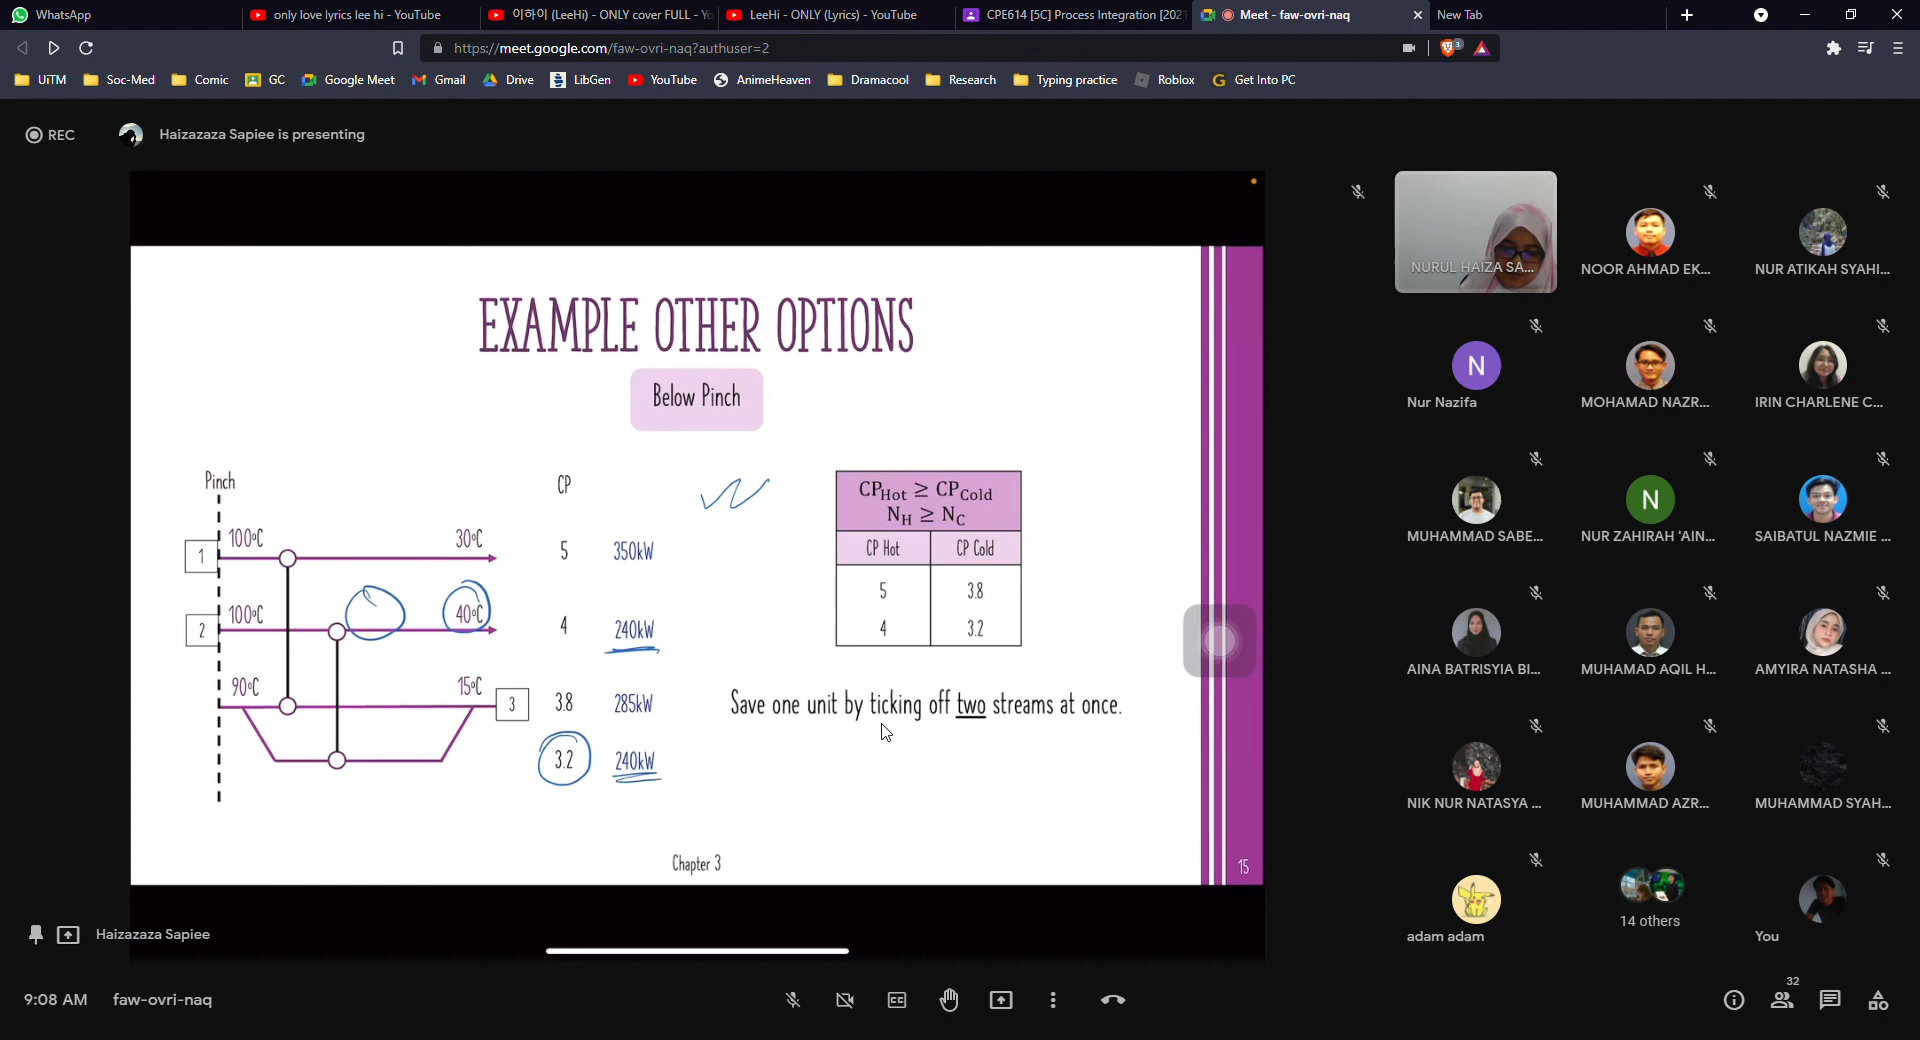 WhatsApp
only love lyrics lee hi - YouTube
이하이 (LeeHi) - ONLY cover FULL - Yo
LeeHi - ONLY (Lyrics) - YouTube
CPE614 [5C] Process Integration [2021
Meet - faw-ovri-naq
New Tab
https://meet.google.com/faw-ovri-naq?authuser=2
3
UiTM
Soc-Med
Comic
GC
Google Meet
Gmail
Drive
LibGen
YouTube
AnimeHeaven
Dramacool
Research
Typing practice
Roblox
Get Into PC
REC
Haizazaza Sapiee is presenting
EXAMPLE OTHER OPTIONS
Below Pinch
Pinch
CP
1
100°C
30°C
5
350kW
2
100°C
40°C
4
240kW
90°C
15°C
3
3.8
285kW
3.2
240kW
CPHot ≥ CPCold
NH ≥ NC
CP Hot
CP Cold
5
3.8
4
3.2
Save one unit by ticking off two streams at once.
Chapter 3
15
NURUL HAIZA SA...
NOOR AHMAD EK...
NUR ATIKAH SYAHI...
N
Nur Nazifa
MOHAMAD NAZR...
IRIN CHARLENE C...
MUHAMMAD SABE...
N
NUR ZAHIRAH 'AIN...
SAIBATUL NAZMIE ...
AINA BATRISYIA BI...
MUHAMAD AQIL H...
AMYIRA NATASHA ...
NIK NUR NATASYA ...
MUHAMMAD AZR...
MUHAMMAD SYAH...
adam adam
14 others
You
Haizazaza Sapiee
9:08 AM
faw-ovri-naq
32